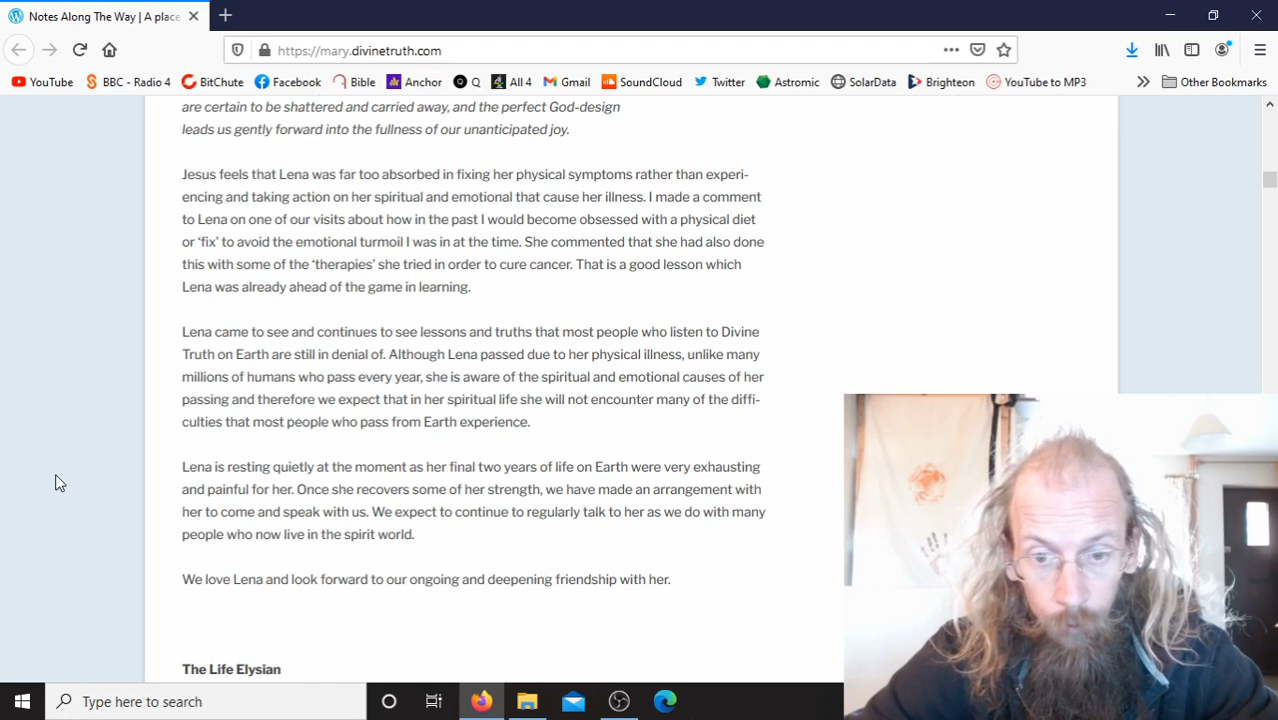 Notes Along The Way | A place
https://mary.divinetruth.com
YouTube
BBC - Radio 4
BitChute
Facebook
Bible
Anchor
Q
All 4
Gmail
SoundCloud
Twitter
Astromic
SolarData
Brighteon
YouTube to MP3
Other Bookmarks
are certain to be shattered and carried away, and the perfect God-design
leads us gently forward into the fullness of our unanticipated joy.
Jesus feels that Lena was far too absorbed in fixing her physical symptoms rather than experi-
encing and taking action on her spiritual and emotional that cause her illness. I made a comment
to Lena on one of our visits about how in the past I would become obsessed with a physical diet
or ‘fix’ to avoid the emotional turmoil I was in at the time. She commented that she had also done
this with some of the ‘therapies’ she tried in order to cure cancer. That is a good lesson which
Lena was already ahead of the game in learning.
Lena came to see and continues to see lessons and truths that most people who listen to Divine
Truth on Earth are still in denial of. Although Lena passed due to her physical illness, unlike many
millions of humans who pass every year, she is aware of the spiritual and emotional causes of her
passing and therefore we expect that in her spiritual life she will not encounter many of the diffi-
culties that most people who pass from Earth experience.
Lena is resting quietly at the moment as her final two years of life on Earth were very exhausting
and painful for her. Once she recovers some of her strength, we have made an arrangement with
her to come and speak with us. We expect to continue to regularly talk to her as we do with many
people who now live in the spirit world.
We love Lena and look forward to our ongoing and deepening friendship with her.
The Life Elysian
Type here to search